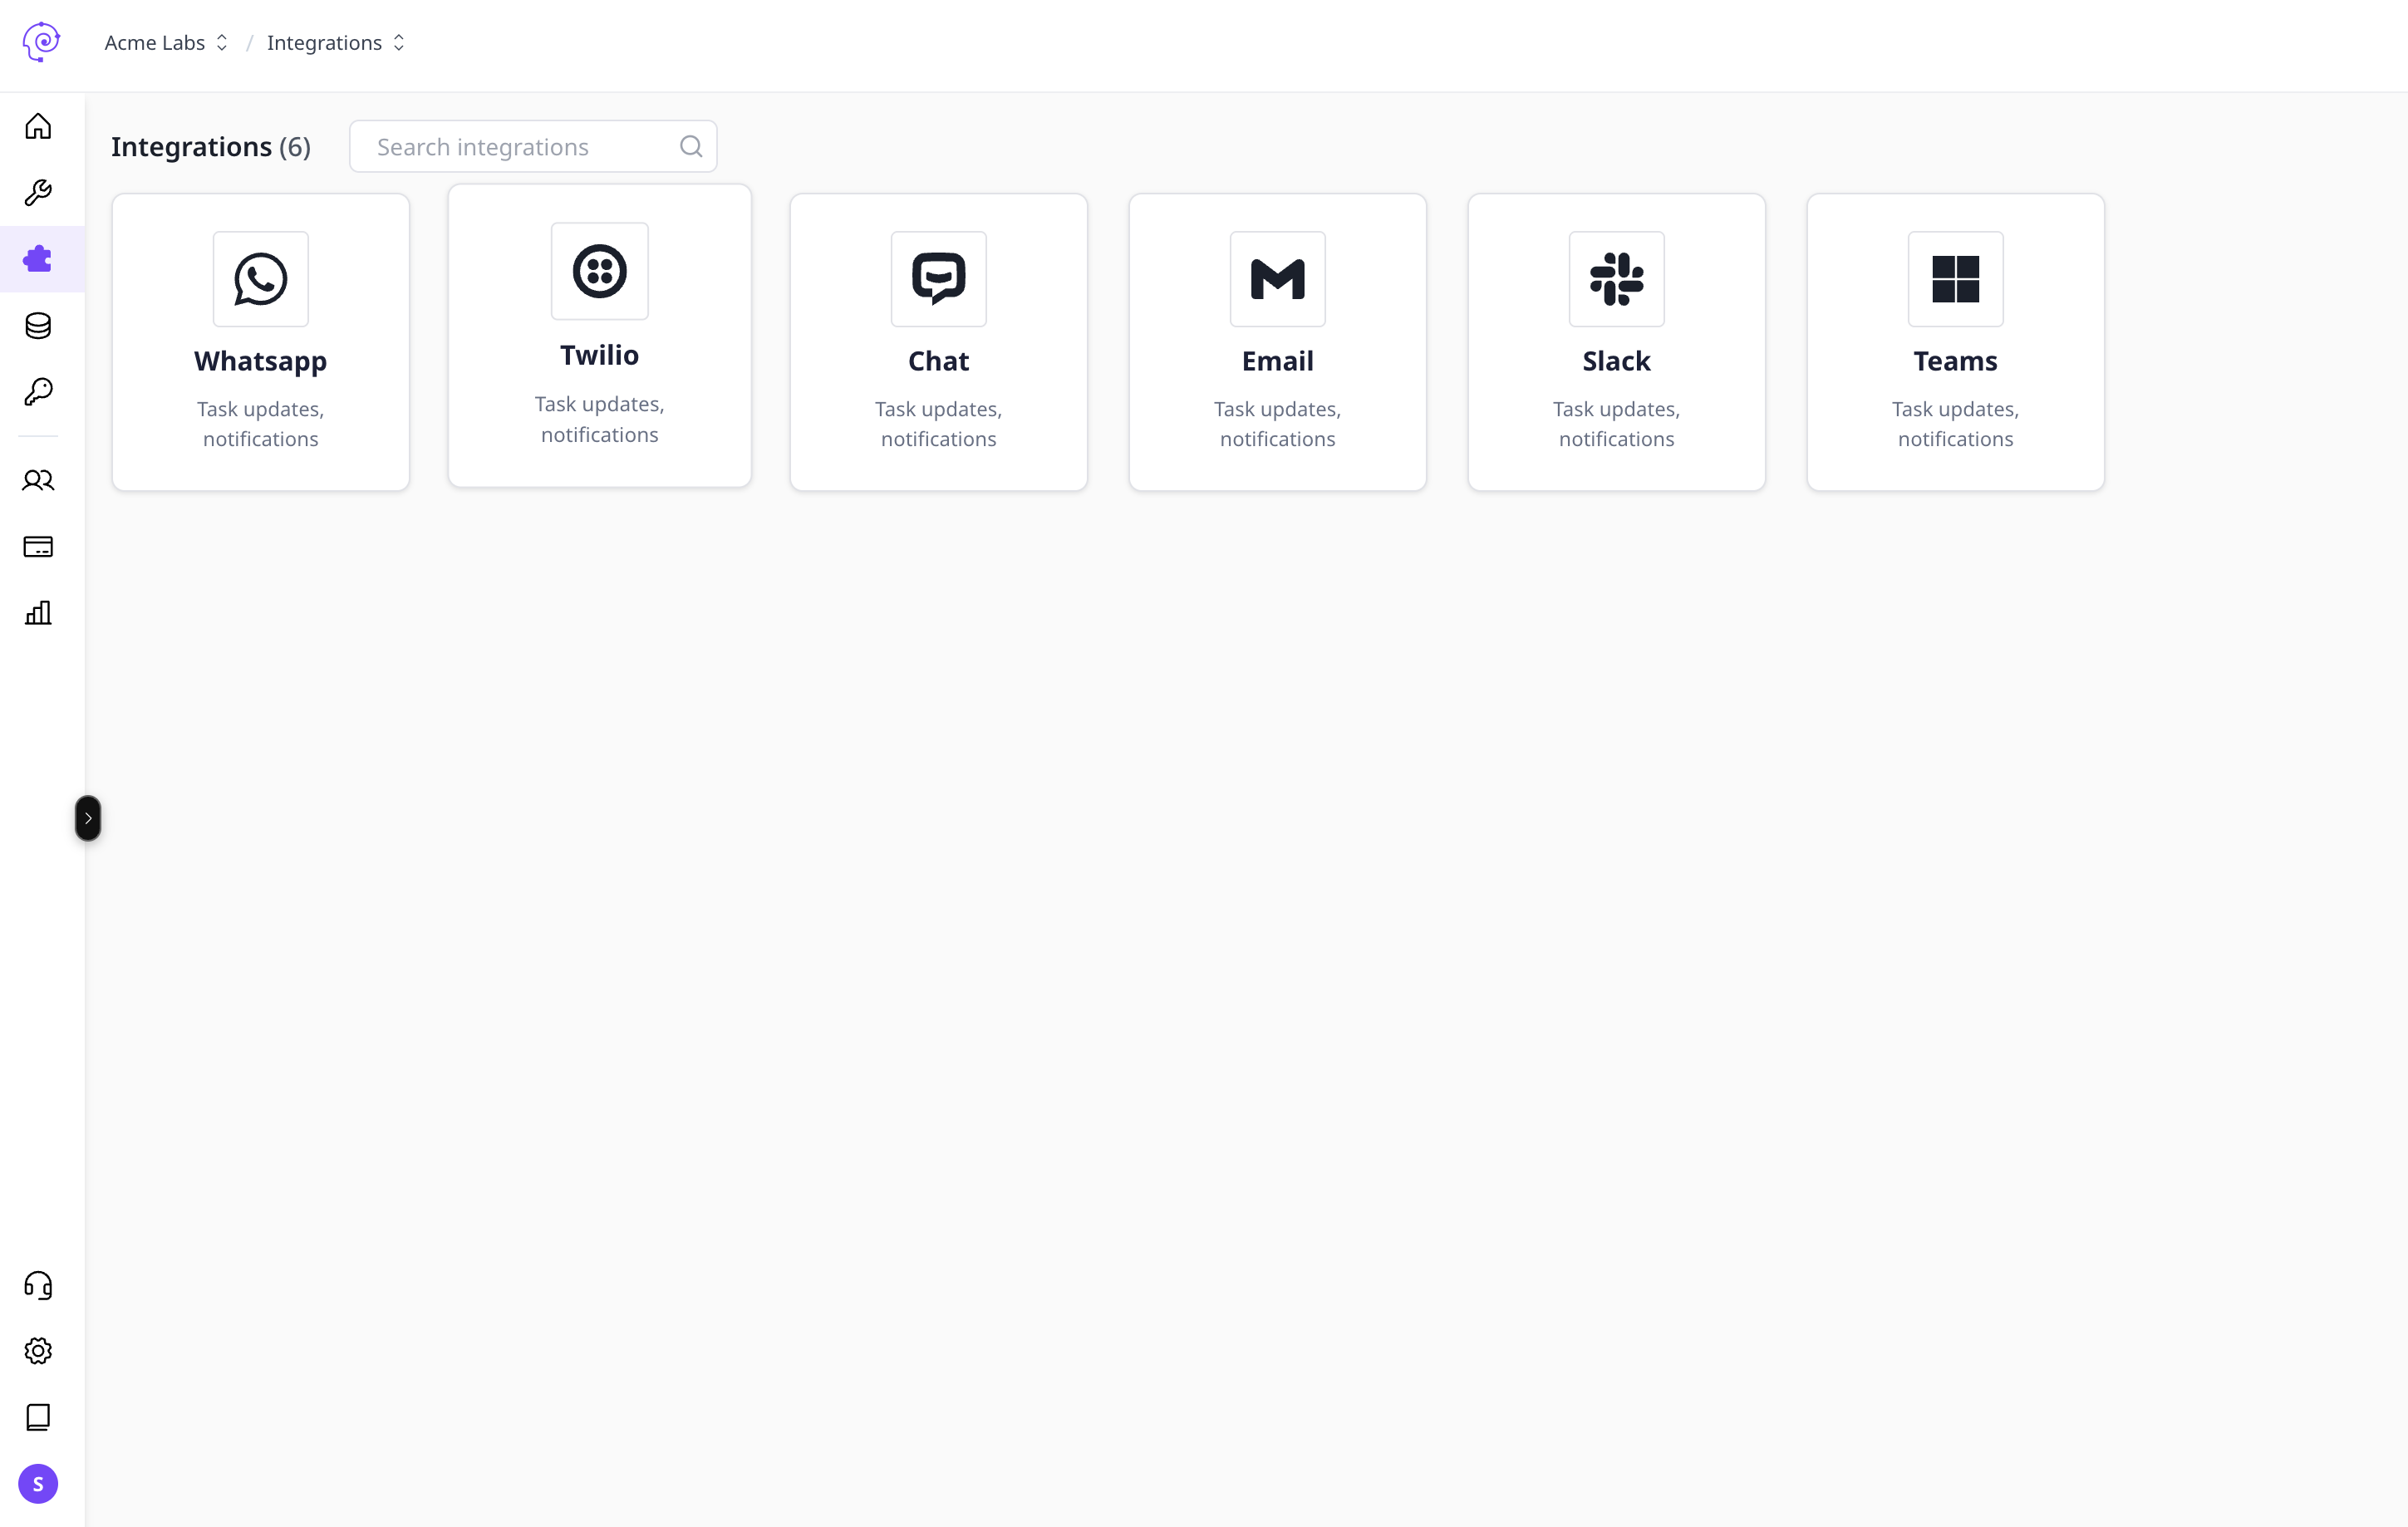 Acme Labs / Integrations
Integrations (6)
Search integrations
Whatsapp
Task updates,
notifications
Twilio
Task updates,
notifications
Chat
Task updates,
notifications
Email
Task updates,
notifications
Slack
Task updates,
notifications
Teams
Task updates,
notifications
S